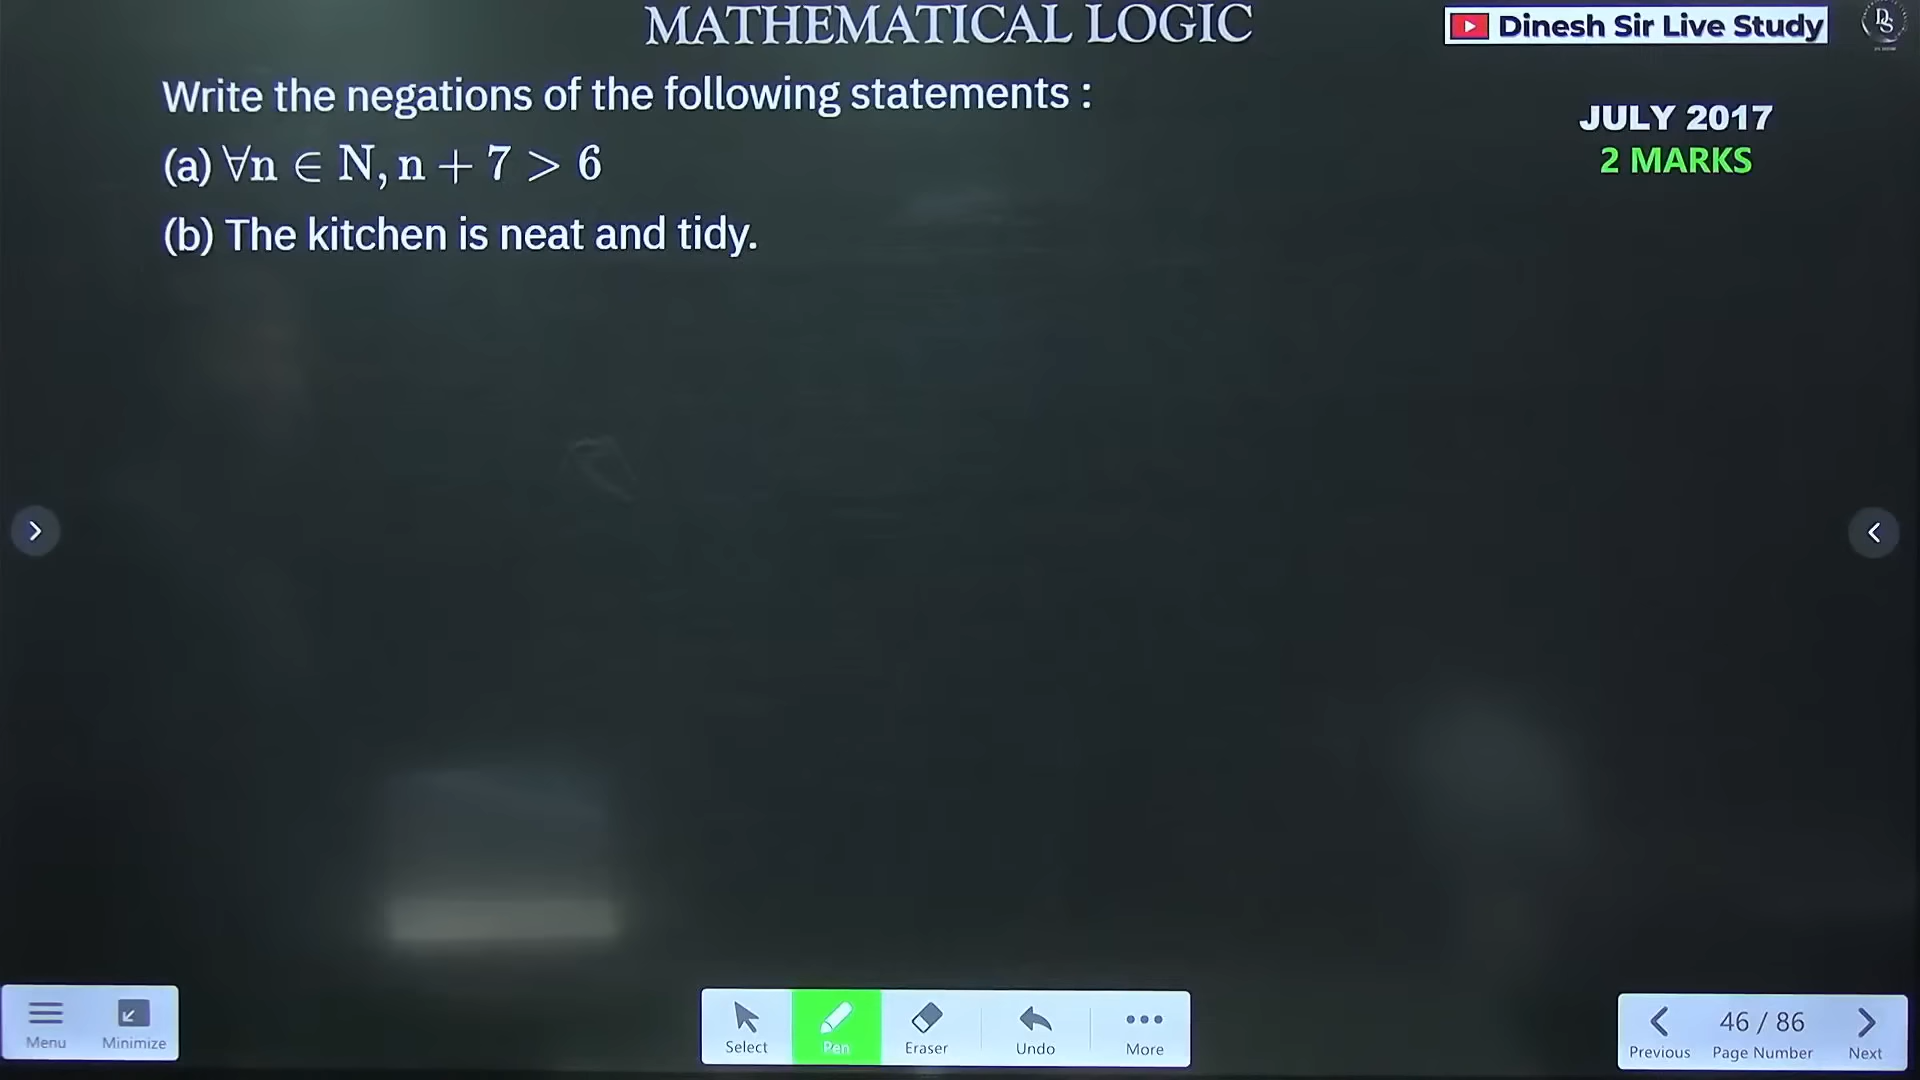 MATHEMATICAL LOGIC
Dinesh Sir Live Study
DS
Write the negations of the following statements :
JULY 2017
2 MARKS
(a) ∀n ∈ N, n + 7 > 6
(b) The kitchen is neat and tidy.
Menu
Minimize
Select
Pen
Eraser
Undo
More
46 / 86
Previous
Page Number
Next